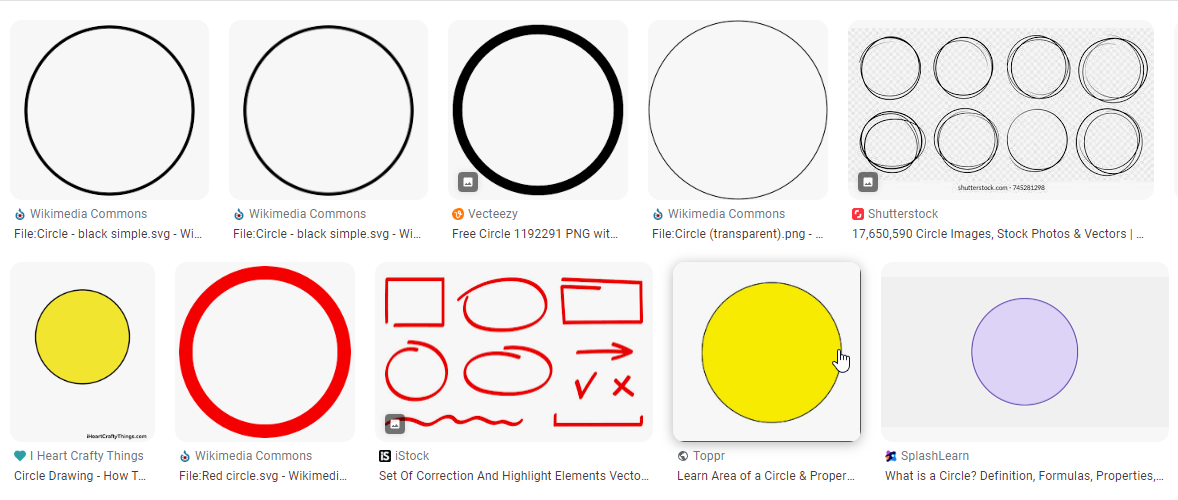 shutterstock.com · 745281298
Wikimedia Commons
Wikimedia Commons
Vecteezy
Wikimedia Commons
Shutterstock
File:Circle - black simple.svg - Wi...
File:Circle - black simple.svg - Wi...
Free Circle 1192291 PNG wit...
File:Circle (transparent).png - ...
17,650,590 Circle Images, Stock Photos & Vectors | ...
iHeartCraftyThings.com
I Heart Crafty Things
Wikimedia Commons
iStock
Toppr
SplashLearn
Circle Drawing - How T...
File:Red circle.svg - Wikimedi...
Set Of Correction And Highlight Elements Vecto...
Learn Area of a Circle & Proper...
What is a Circle? Definition, Formulas, Properties,...